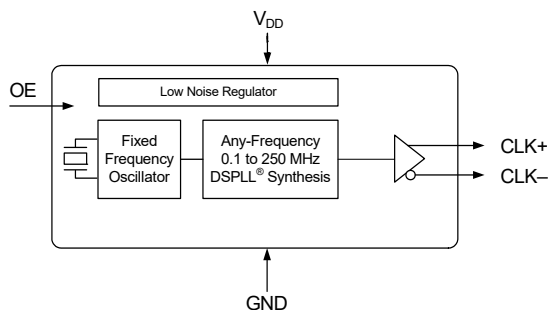 VDD
OE
Low Noise Regulator
Fixed
Frequency
Oscillator
Any-Frequency
0.1 to 250 MHz
DSPLL® Synthesis
CLK+
CLK–
GND